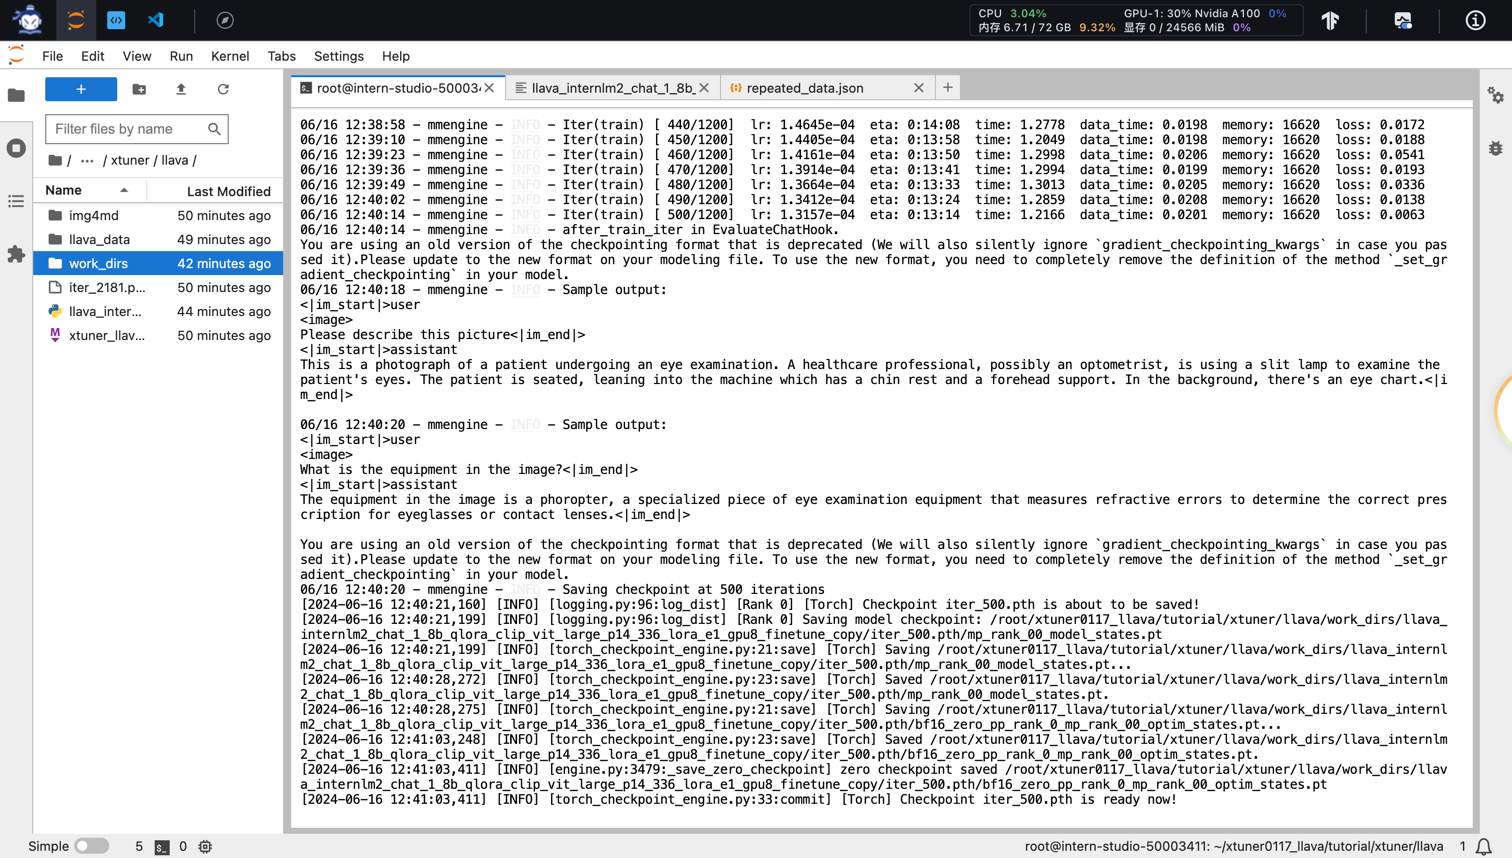 CPU 3.04% GPU-1: 30% Nvidia A100 0%
内存 6.71 / 72 GB 9.32% 显存 0 / 24566 MiB 0%
File Edit View Run Kernel Tabs Settings Help
root@intern-studio-50003
llava_internlm2_chat_1_8b_
repeated_data.json
Filter files by name
/ ··· / xtuner / llava /
Name Last Modified
img4md 50 minutes ago
llava_data 49 minutes ago
work_dirs 42 minutes ago
iter_2181.p... 50 minutes ago
llava_inter... 44 minutes ago
xtuner_llav... 50 minutes ago
06/16 12:38:58 - mmengine - INFO - Iter(train) [ 440/1200] lr: 1.4645e-04 eta: 0:14:08 time: 1.2778 data_time: 0.0198 memory: 16620 loss: 0.0172
06/16 12:39:10 - mmengine - INFO - Iter(train) [ 450/1200] lr: 1.4405e-04 eta: 0:13:58 time: 1.2049 data_time: 0.0198 memory: 16620 loss: 0.0188
06/16 12:39:23 - mmengine - INFO - Iter(train) [ 460/1200] lr: 1.4161e-04 eta: 0:13:50 time: 1.2998 data_time: 0.0206 memory: 16620 loss: 0.0541
06/16 12:39:36 - mmengine - INFO - Iter(train) [ 470/1200] lr: 1.3914e-04 eta: 0:13:41 time: 1.2994 data_time: 0.0199 memory: 16620 loss: 0.0193
06/16 12:39:49 - mmengine - INFO - Iter(train) [ 480/1200] lr: 1.3664e-04 eta: 0:13:33 time: 1.3013 data_time: 0.0205 memory: 16620 loss: 0.0336
06/16 12:40:02 - mmengine - INFO - Iter(train) [ 490/1200] lr: 1.3412e-04 eta: 0:13:24 time: 1.2859 data_time: 0.0208 memory: 16620 loss: 0.0138
06/16 12:40:14 - mmengine - INFO - Iter(train) [ 500/1200] lr: 1.3157e-04 eta: 0:13:14 time: 1.2166 data_time: 0.0201 memory: 16620 loss: 0.0063
06/16 12:40:14 - mmengine - INFO - after_train_iter in EvaluateChatHook.
You are using an old version of the checkpointing format that is deprecated (We will also silently ignore `gradient_checkpointing_kwargs` in case you pas
sed it).Please update to the new format on your modeling file. To use the new format, you need to completely remove the definition of the method `_set_gr
adient_checkpointing` in your model.
06/16 12:40:18 - mmengine - INFO - Sample output:
<|im_start|>user
<image>
Please describe this picture<|im_end|>
<|im_start|>assistant
This is a photograph of a patient undergoing an eye examination. A healthcare professional, possibly an optometrist, is using a slit lamp to examine the
patient's eyes. The patient is seated, leaning into the machine which has a chin rest and a forehead support. In the background, there's an eye chart.<|i
m_end|>
06/16 12:40:20 - mmengine - INFO - Sample output:
<|im_start|>user
<image>
What is the equipment in the image?<|im_end|>
<|im_start|>assistant
The equipment in the image is a phoropter, a specialized piece of eye examination equipment that measures refractive errors to determine the correct pres
cription for eyeglasses or contact lenses.<|im_end|>
You are using an old version of the checkpointing format that is deprecated (We will also silently ignore `gradient_checkpointing_kwargs` in case you pas
sed it).Please update to the new format on your modeling file. To use the new format, you need to completely remove the definition of the method `_set_gr
adient_checkpointing` in your model.
06/16 12:40:20 - mmengine - INFO - Saving checkpoint at 500 iterations
[2024-06-16 12:40:21,160] [INFO] [logging.py:96:log_dist] [Rank 0] [Torch] Checkpoint iter_500.pth is about to be saved!
[2024-06-16 12:40:21,199] [INFO] [logging.py:96:log_dist] [Rank 0] Saving model checkpoint: /root/xtuner0117_llava/tutorial/xtuner/llava/work_dirs/llava_
internlm2_chat_1_8b_qlora_clip_vit_large_p14_336_lora_e1_gpu8_finetune_copy/iter_500.pth/mp_rank_00_model_states.pt
[2024-06-16 12:40:21,199] [INFO] [torch_checkpoint_engine.py:21:save] [Torch] Saving /root/xtuner0117_llava/tutorial/xtuner/llava/work_dirs/llava_internl
m2_chat_1_8b_qlora_clip_vit_large_p14_336_lora_e1_gpu8_finetune_copy/iter_500.pth/mp_rank_00_model_states.pt...
[2024-06-16 12:40:28,272] [INFO] [torch_checkpoint_engine.py:23:save] [Torch] Saved /root/xtuner0117_llava/tutorial/xtuner/llava/work_dirs/llava_internlm
2_chat_1_8b_qlora_clip_vit_large_p14_336_lora_e1_gpu8_finetune_copy/iter_500.pth/mp_rank_00_model_states.pt.
[2024-06-16 12:40:28,275] [INFO] [torch_checkpoint_engine.py:21:save] [Torch] Saving /root/xtuner0117_llava/tutorial/xtuner/llava/work_dirs/llava_internl
m2_chat_1_8b_qlora_clip_vit_large_p14_336_lora_e1_gpu8_finetune_copy/iter_500.pth/bf16_zero_pp_rank_0_mp_rank_00_optim_states.pt...
[2024-06-16 12:41:03,248] [INFO] [torch_checkpoint_engine.py:23:save] [Torch] Saved /root/xtuner0117_llava/tutorial/xtuner/llava/work_dirs/llava_internlm
2_chat_1_8b_qlora_clip_vit_large_p14_336_lora_e1_gpu8_finetune_copy/iter_500.pth/bf16_zero_pp_rank_0_mp_rank_00_optim_states.pt.
[2024-06-16 12:41:03,411] [INFO] [engine.py:3479:_save_zero_checkpoint] zero checkpoint saved /root/xtuner0117_llava/tutorial/xtuner/llava/work_dirs/llav
a_internlm2_chat_1_8b_qlora_clip_vit_large_p14_336_lora_e1_gpu8_finetune_copy/iter_500.pth/bf16_zero_pp_rank_0_mp_rank_00_optim_states.pt
[2024-06-16 12:41:03,411] [INFO] [torch_checkpoint_engine.py:33:commit] [Torch] Checkpoint iter_500.pth is ready now!
Simple 5 0 root@intern-studio-50003411: ~/xtuner0117_llava/tutorial/xtuner/llava 1